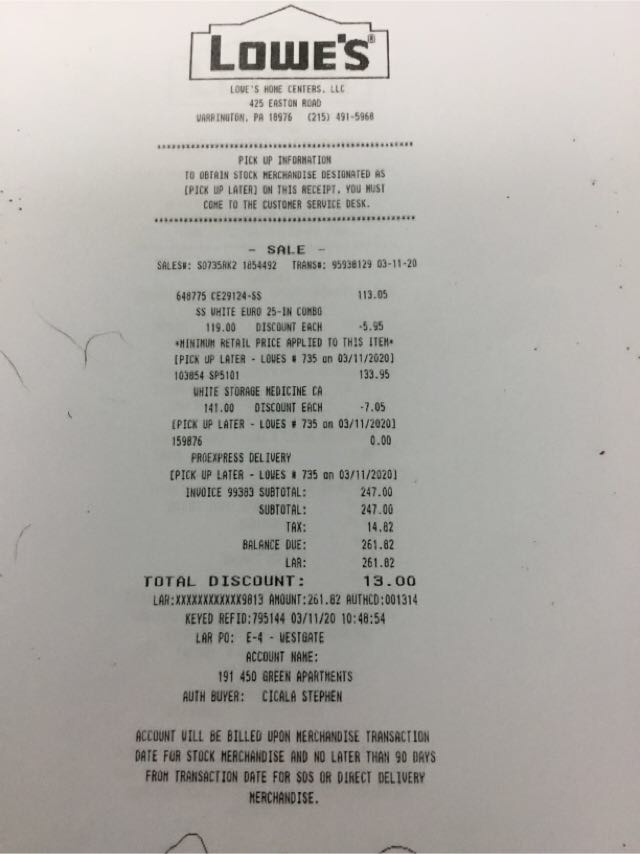 LOWE'S®
LOWE'S HOME CENTERS, LLC
425 EASTON ROAD
WARRINGTON, PA 18976 (215) 491-5968
PICK UP INFORMATION
TO OBTAIN STOCK MERCHANDISE DESIGNATED AS
[PICK UP LATER] ON THIS RECEIPT, YOU MUST
COME TO THE CUSTOMER SERVICE DESK.
- SALE -
SALES#: S0735RK2 1854492 TRANS#: 95938129 03-11-20
648775 CE29124-SS 113.05
SS WHITE EURO 25-IN COMBO
119.00 DISCOUNT EACH -5.95
*MINIMUM RETAIL PRICE APPLIED TO THIS ITEM*
[PICK UP LATER - LOWES # 735 on 03/11/2020]
103854 SP5101 133.95
WHITE STORAGE MEDICINE CA
141.00 DISCOUNT EACH -7.05
[PICK UP LATER - LOWES # 735 on 03/11/2020]
159876 0.00
PROEXPRESS DELIVERY
[PICK UP LATER - LOWES # 735 on 03/11/2020]
INVOICE 99383 SUBTOTAL: 247.00
SUBTOTAL: 247.00
TAX: 14.82
BALANCE DUE: 261.82
LAR: 261.82
TOTAL DISCOUNT: 13.00
LAR:XXXXXXXXXXXX9813 AMOUNT:261.82 AUTHCD:001314
KEYED REFID:795144 03/11/20 10:48:54
LAR PO: E-4 - WESTGATE
ACCOUNT NAME:
191 450 GREEN APARTMENTS
AUTH BUYER: CICALA STEPHEN
ACCOUNT WILL BE BILLED UPON MERCHANDISE TRANSACTION
DATE FOR STOCK MERCHANDISE AND NO LATER THAN 90 DAYS
FROM TRANSACTION DATE FOR SOS OR DIRECT DELIVERY
MERCHANDISE.